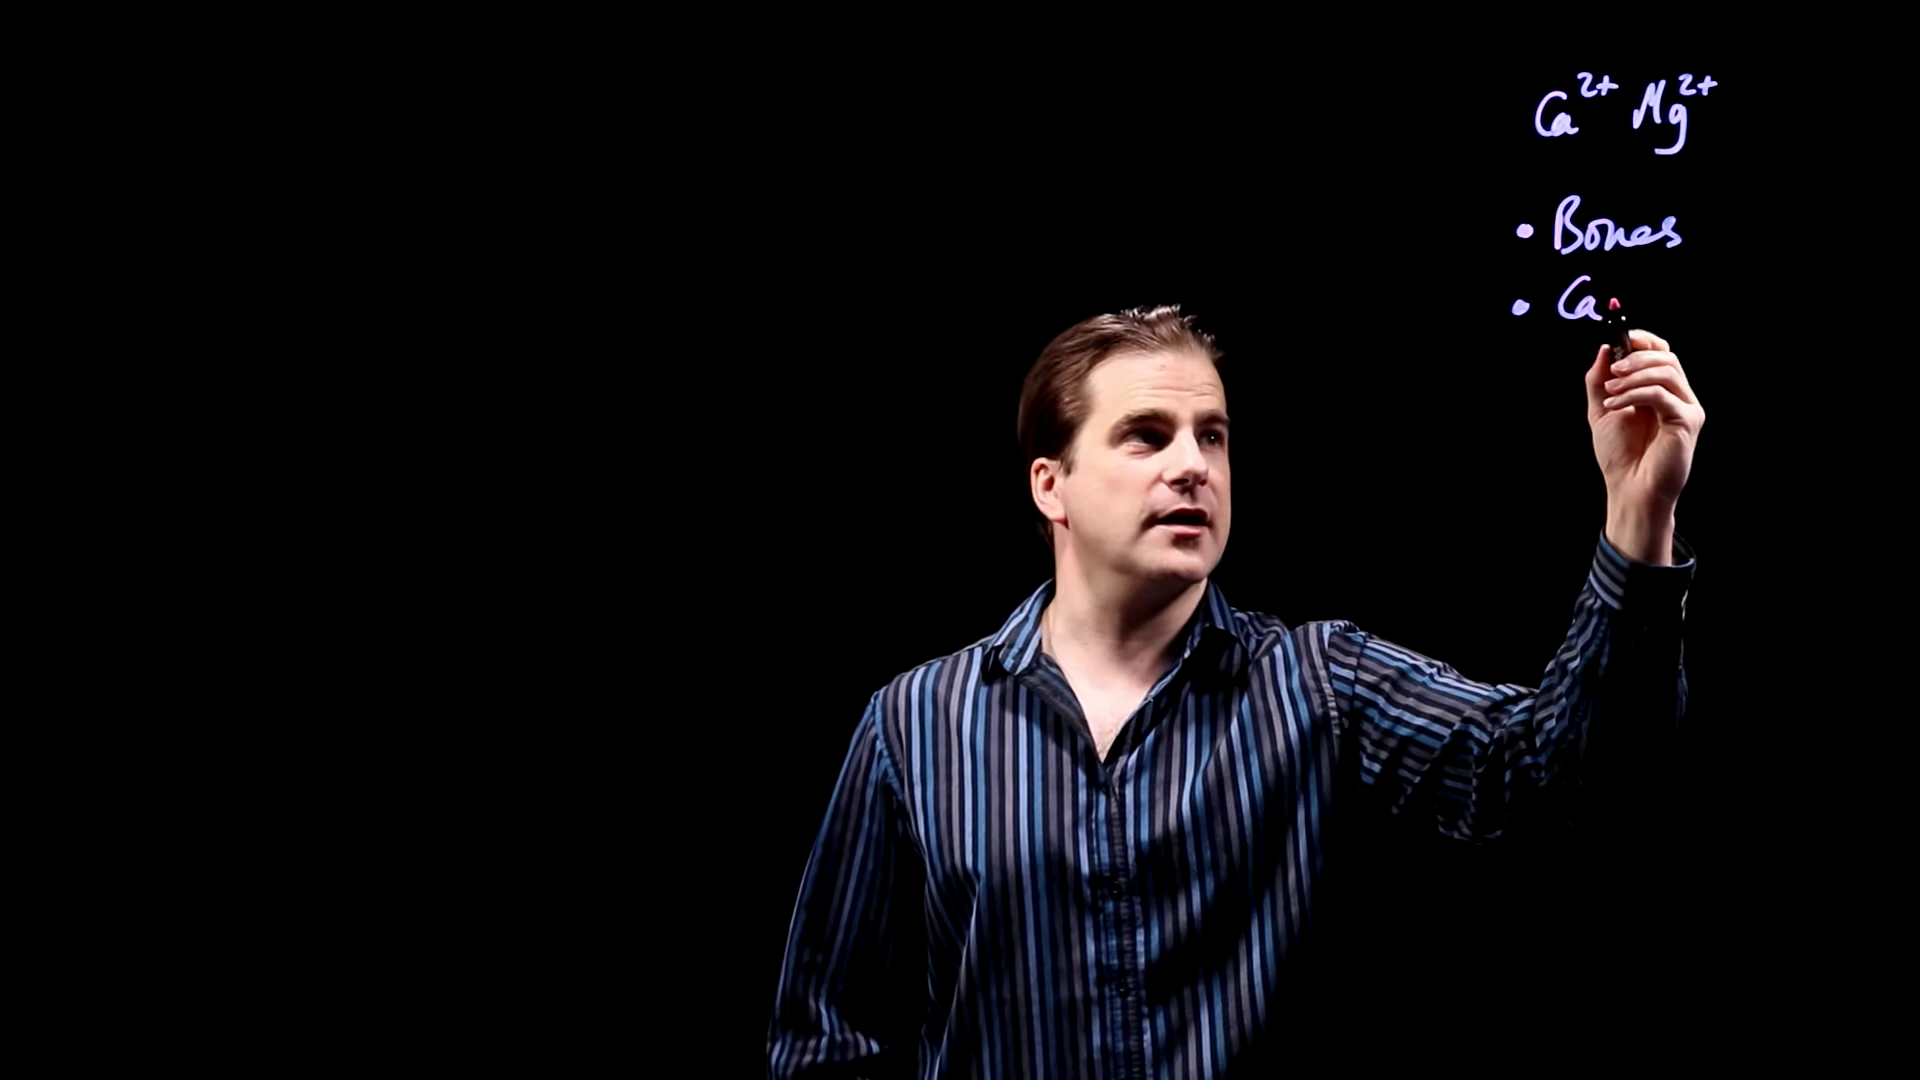 Ca²⁺ Mg²⁺
• Bones
• Ca